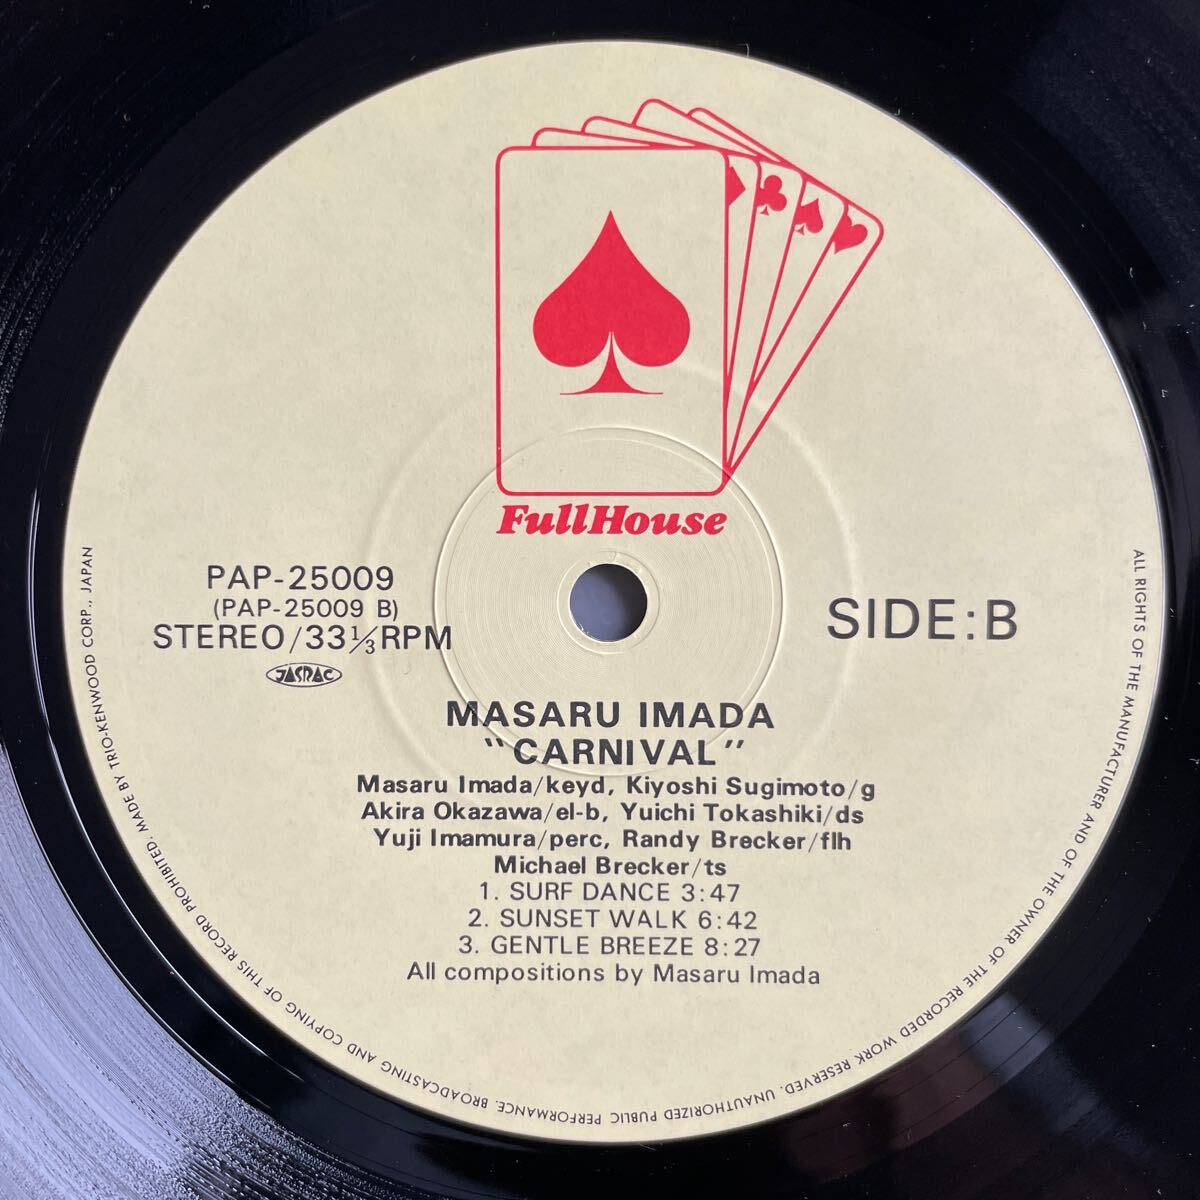 FullHouse
PAP-25009
(PAP-25009 B)
STEREO/33⅓RPM
JASRAC
SIDE:B
MASARU IMADA
"CARNIVAL"
Masaru Imada/keyd, Kiyoshi Sugimoto/g
Akira Okazawa/el-b, Yuichi Tokashiki/ds
Yuji Imamura/perc, Randy Brecker/flh
Michael Brecker/ts
1. SURF DANCE 3:47
2. SUNSET WALK 6:42
3. GENTLE BREEZE 8:27
All compositions by Masaru Imada
ALL RIGHTS OF THE MANUFACTURER AND OF THE OWNER OF THE RECORDED WORK RESERVED. UNAUTHORIZED PUBLIC PERFORMANCE. BROADCASTING AND COPYING OF THIS RECORD PROHIBITED. MADE BY TRIO-KENWOOD CORP., JAPAN